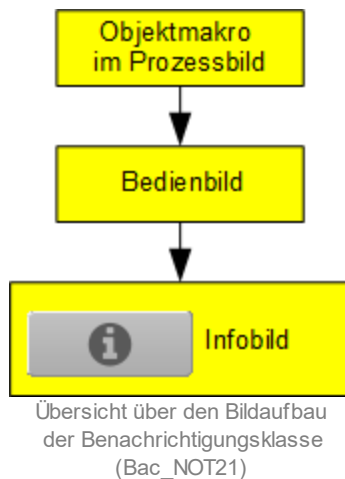 Objektmakro
im Prozessbild
Bedienbild
Infobild
Übersicht über den Bildaufbau
der Benachrichtigungsklasse
(Bac_NOT21)